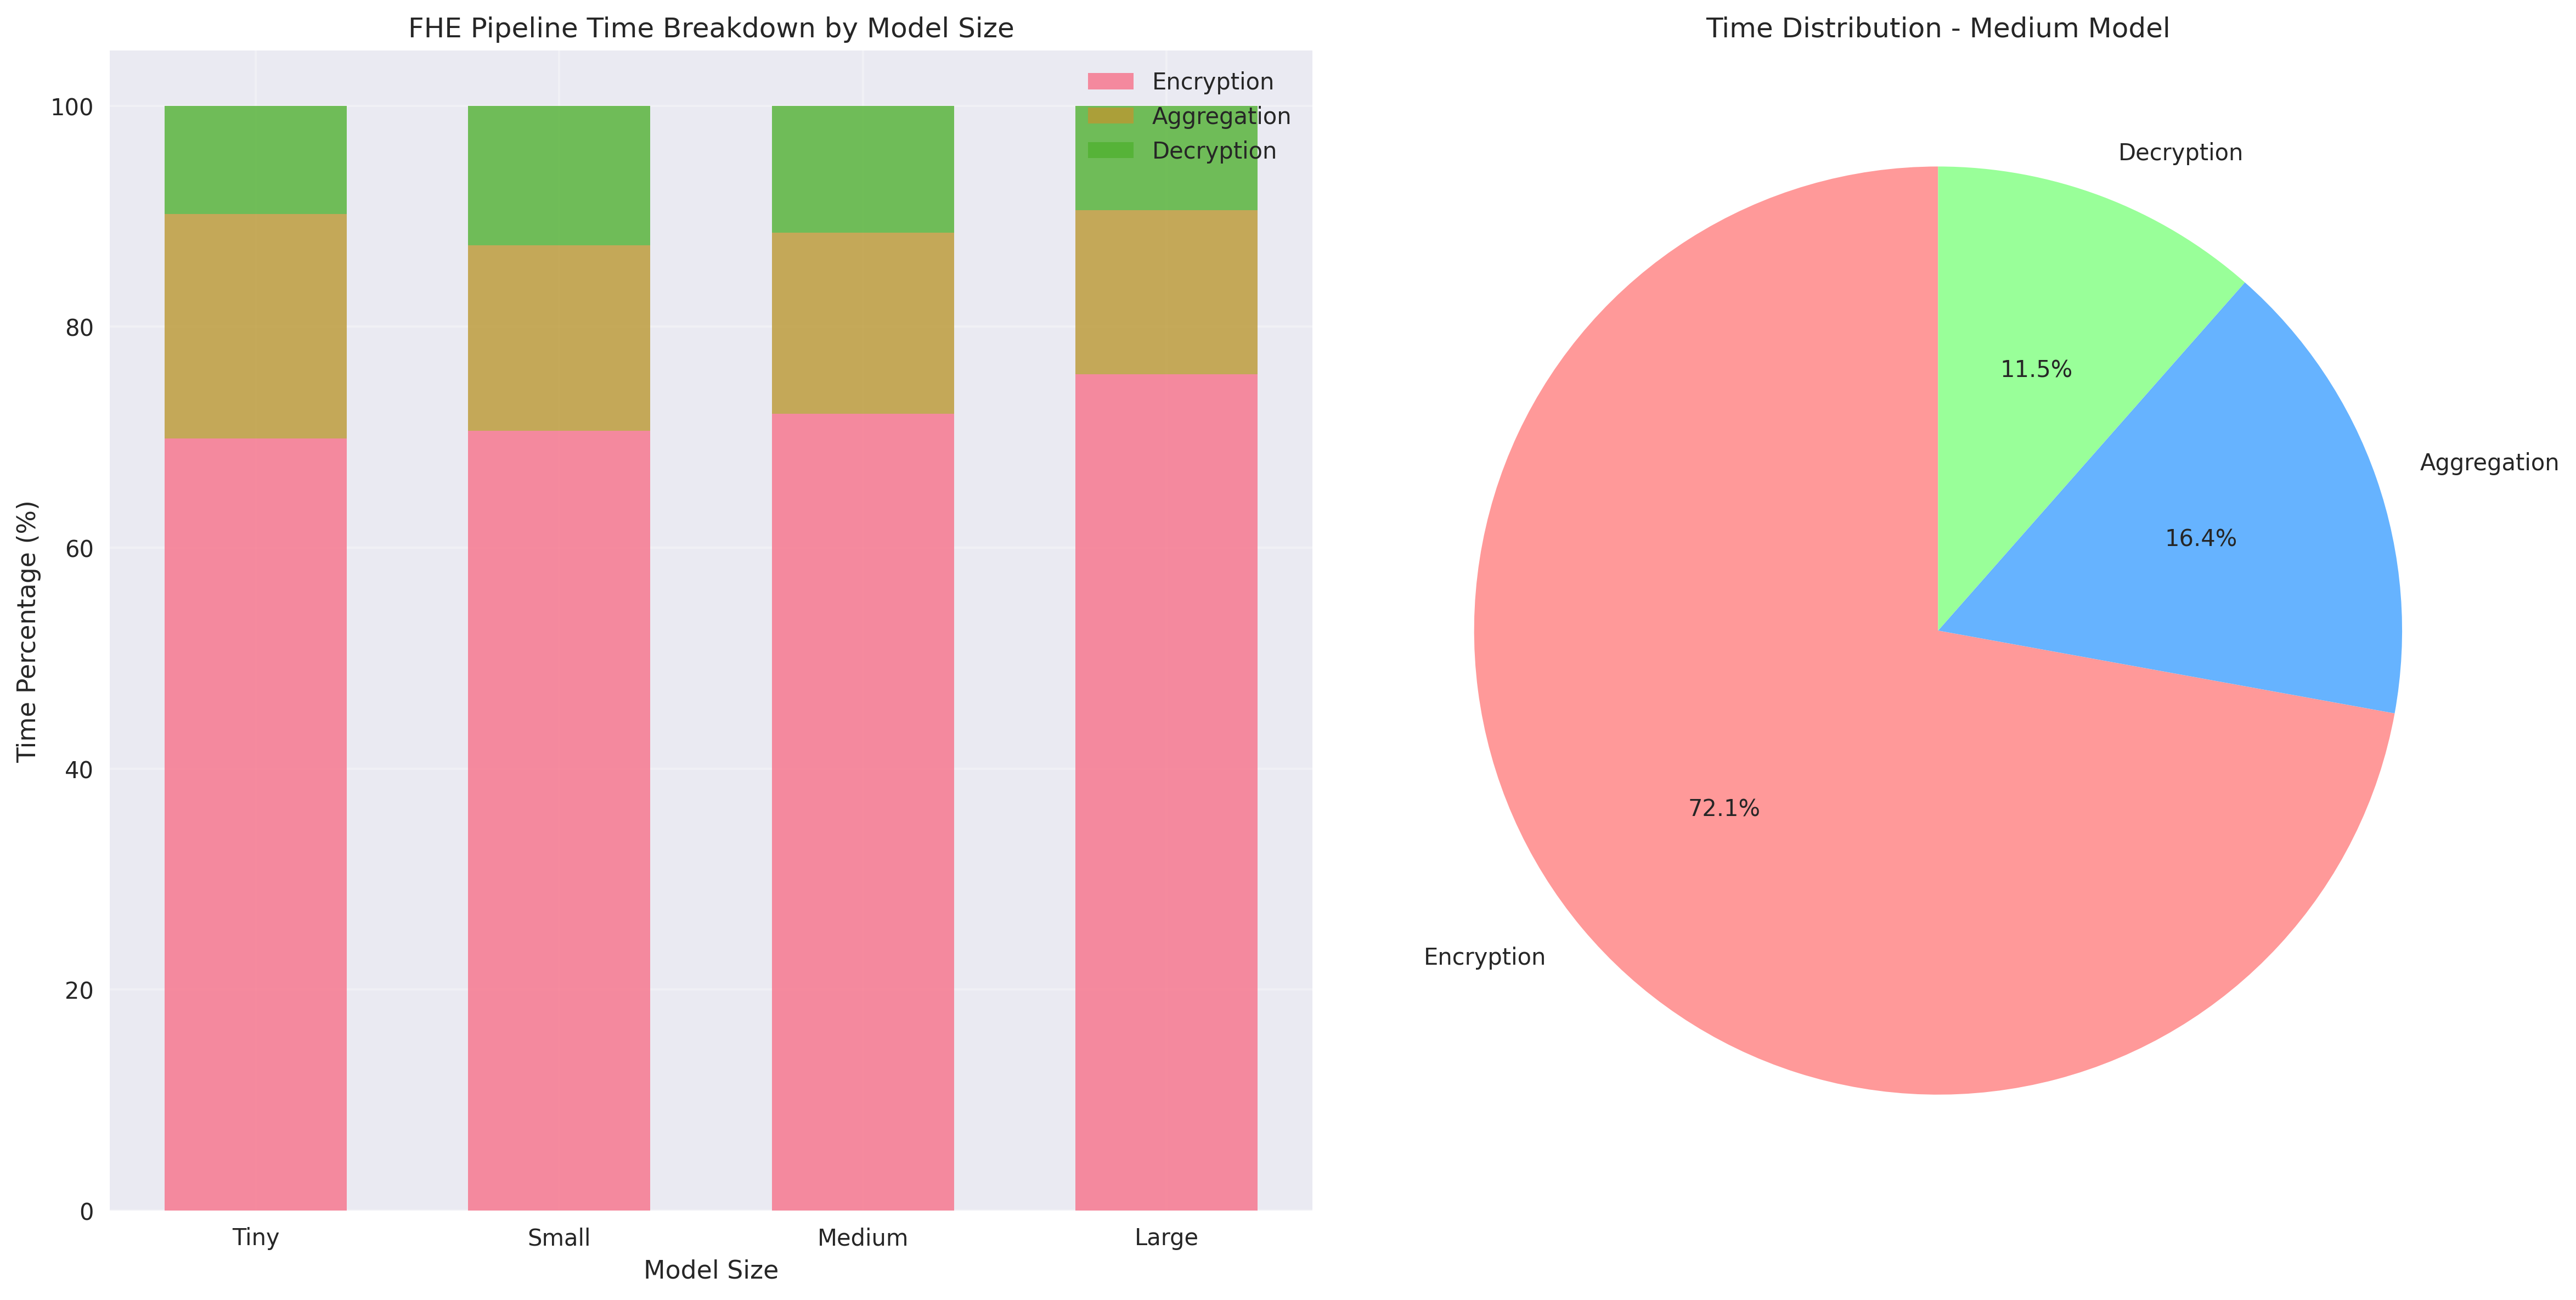 FHE Pipeline Time Breakdown by Model Size
Encryption
Aggregation
Decryption
100
80
60
40
20
0
Time Percentage (%)
Tiny
Small
Medium
Large
Model Size
Time Distribution - Medium Model
Decryption
11.5%
Aggregation
16.4%
72.1%
Encryption